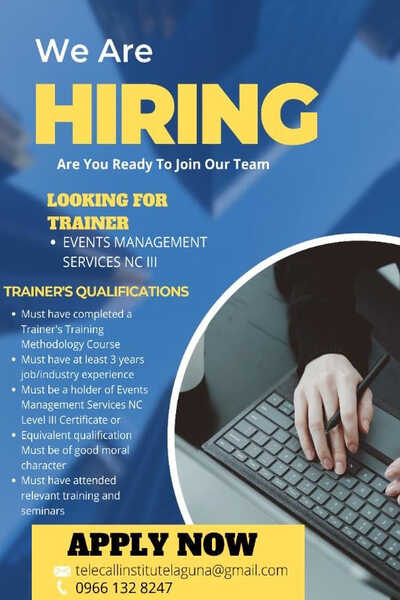 We Are
HIRING
Are You Ready To Join Our Team
LOOKING FOR
TRAINER
• EVENTS MANAGEMENT
SERVICES NC III
TRAINER'S QUALIFICATIONS
• Must have completed a
Trainer's Training
Methodology Course
• Must have at least 3 years
job/industry experience
• Must be a holder of Events
Management Services NC
Level III Certificate or
• Equivalent qualification
Must be of good moral
character
• Must have attended
relevant training and
seminars
APPLY NOW
telecallinstitutelaguna@gmail.com
0966 132 8247